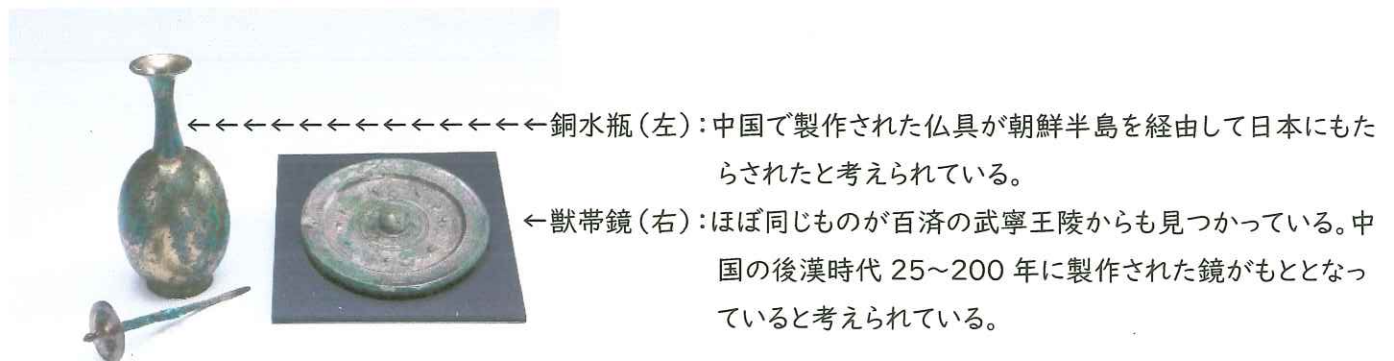 ←←←←←←←←←←←←←銅水瓶(左):中国で製作された仏具が朝鮮半島を経由して日本にもた
らされたと考えられている。
←獣帯鏡(右):ほぼ同じものが百済の武寧王陵からも見つかっている。中
国の後漢時代 25~200 年に製作された鏡がもととなっ
ていると考えられている。